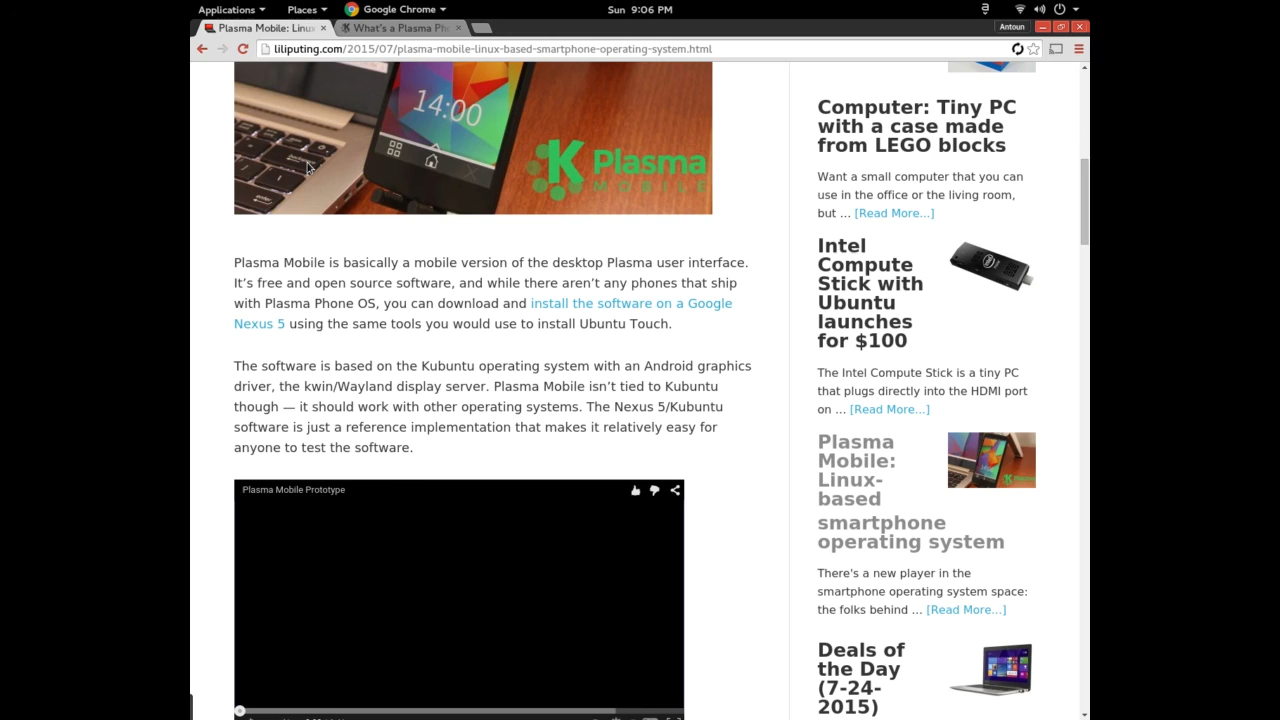 Applications Places Google Chrome Sun 9:06 PM
Plasma Mobile: Linu What's a Plasma Ph Antoun
liliputing.com/2015/07/plasma-mobile-linux-based-smartphone-operating-system.html
14:00
K Plasma
MOBILE
Plasma Mobile is basically a mobile version of the desktop Plasma user interface.
It's free and open source software, and while there aren't any phones that ship
with Plasma Phone OS, you can download and install the software on a Google
Nexus 5 using the same tools you would use to install Ubuntu Touch.
The software is based on the Kubuntu operating system with an Android graphics
driver, the kwin/Wayland display server. Plasma Mobile isn't tied to Kubuntu
though — it should work with other operating systems. The Nexus 5/Kubuntu
software is just a reference implementation that makes it relatively easy for
anyone to test the software.
Plasma Mobile Prototype
Computer: Tiny PC
with a case made
from LEGO blocks
Want a small computer that you can
use in the office or the living room,
but ... [Read More...]
Intel
Compute
Stick with
Ubuntu
launches
for $100
The Intel Compute Stick is a tiny PC
that plugs directly into the HDMI port
on ... [Read More...]
Plasma
Mobile:
Linux-
based
smartphone
operating system
There's a new player in the
smartphone operating system space:
the folks behind ... [Read More...]
Deals of
the Day
(7-24-
2015)